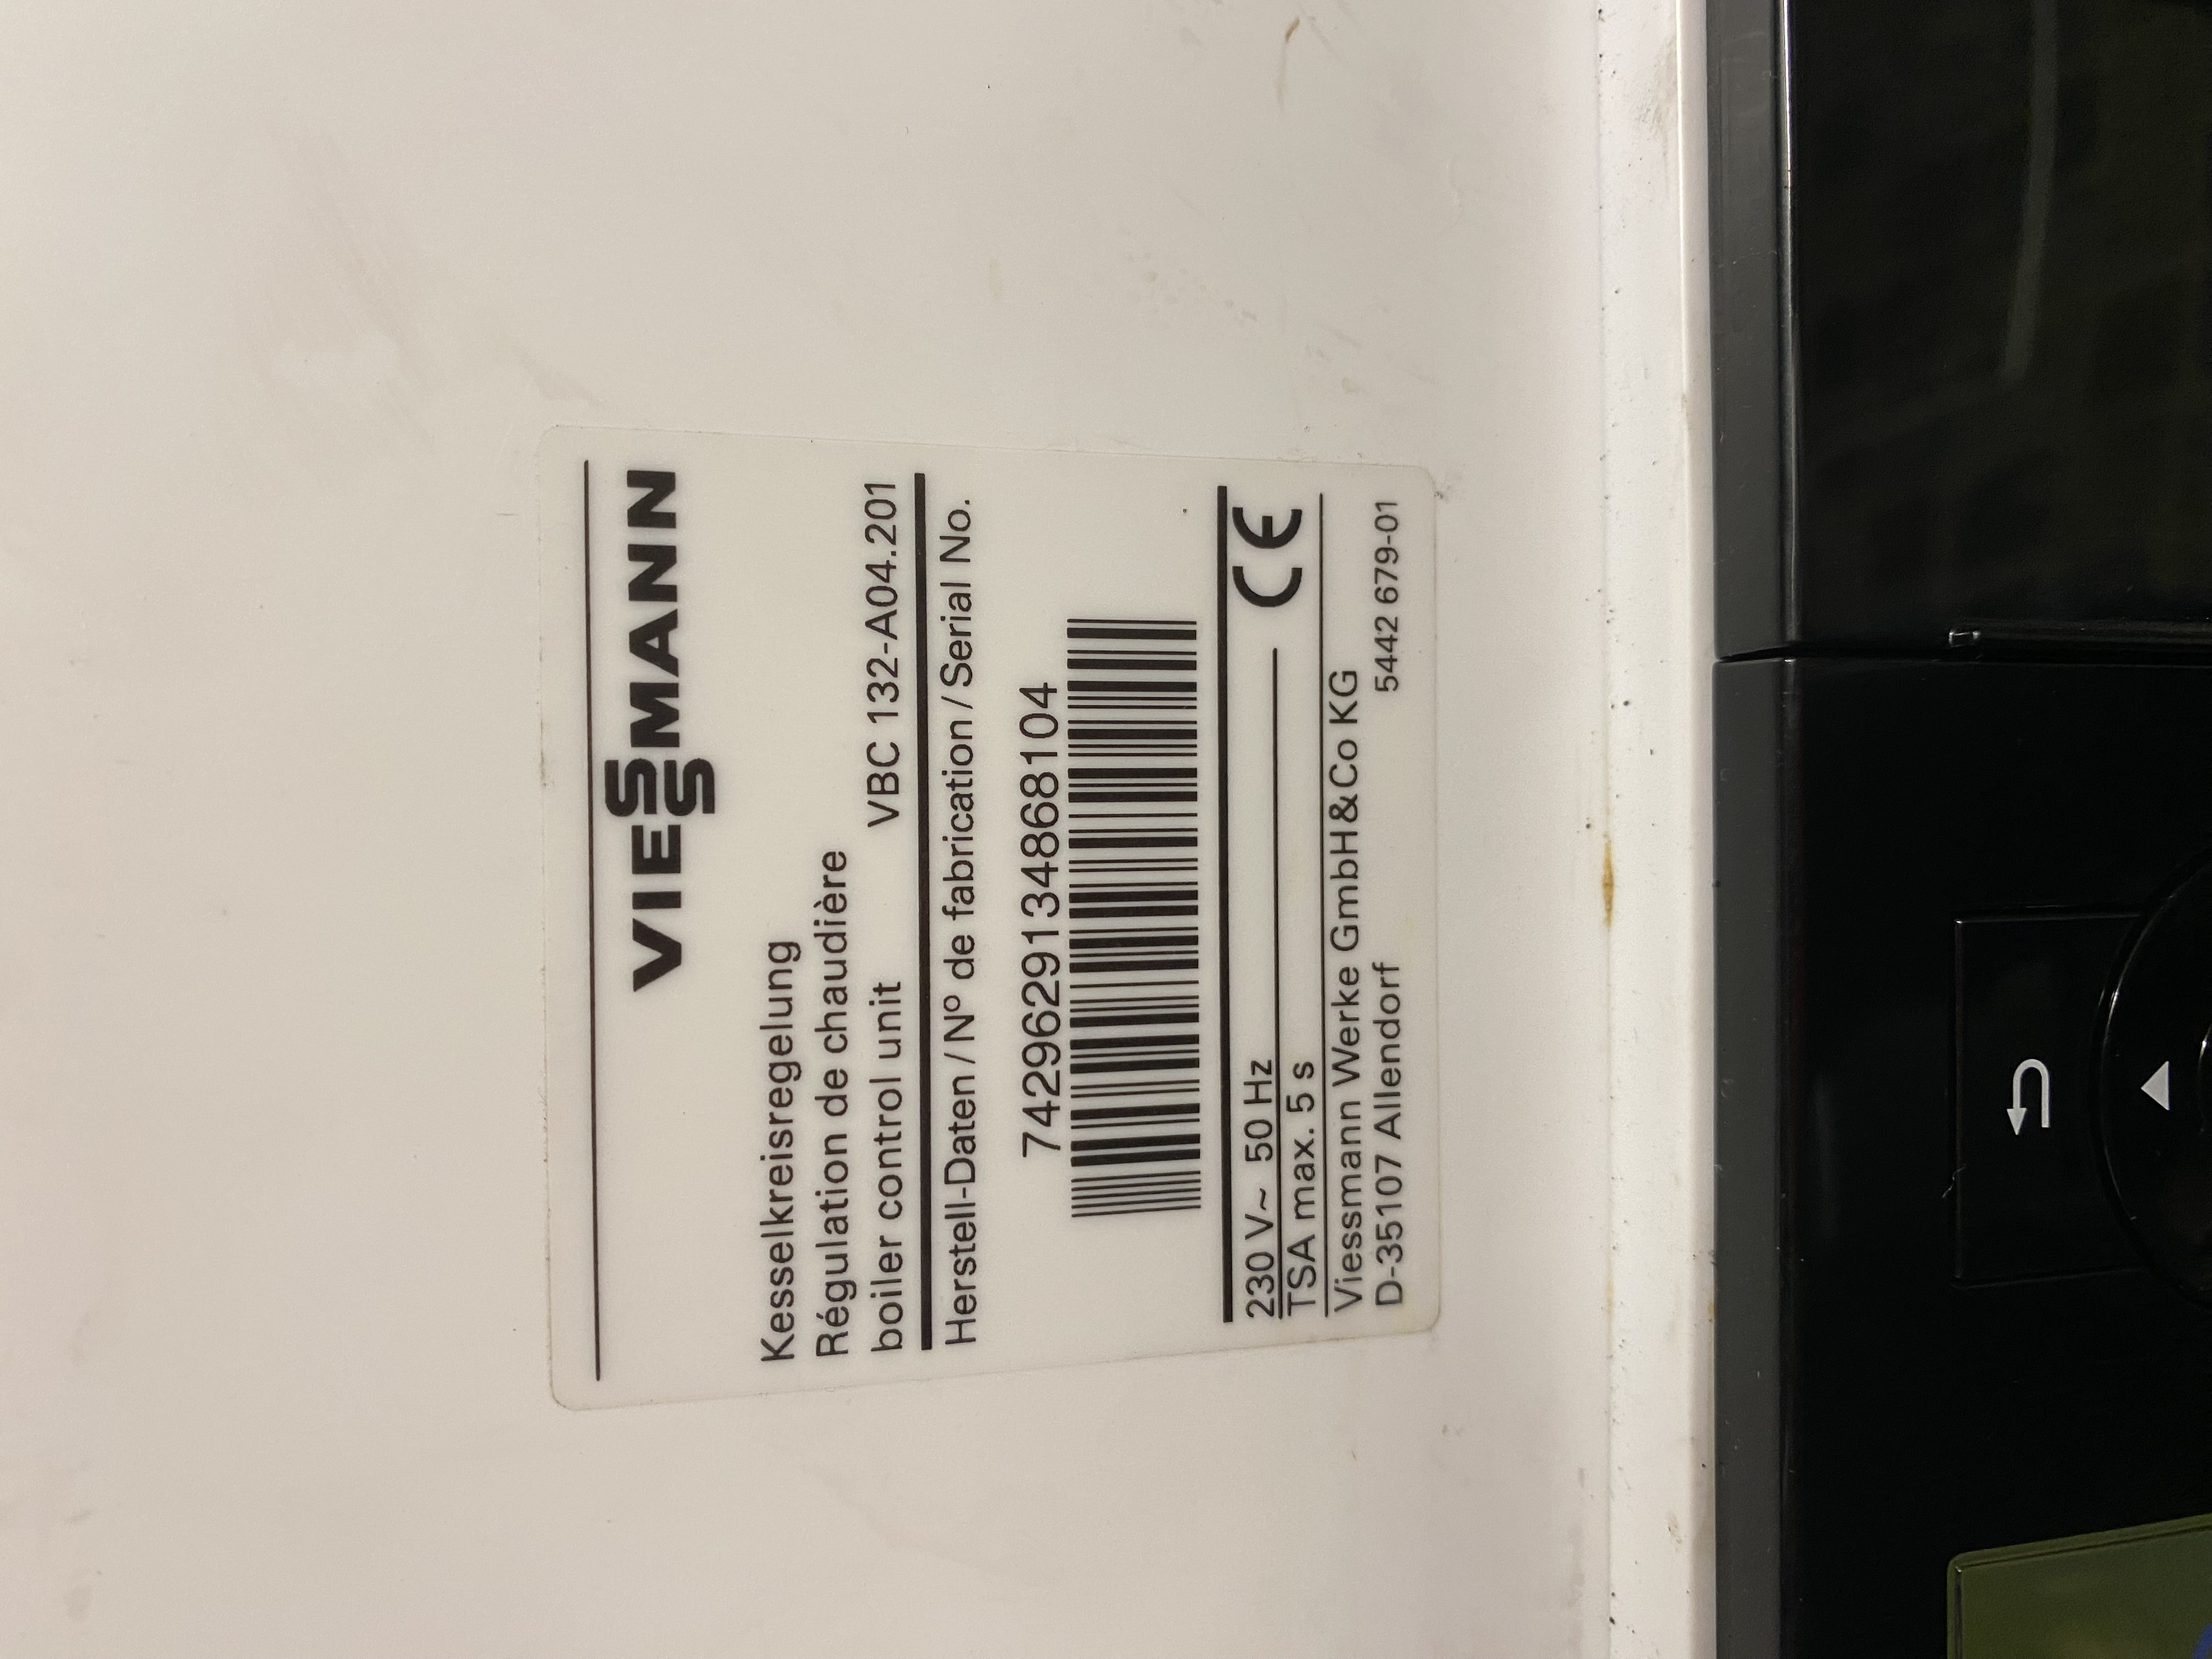 VIESSMANN
Kesselkreisregelung
Régulation de chaudière
boiler control unit VBC 132-A04.201
Herstell-Daten / Nº de fabrication / Serial No.
7429629134868104
230 V~ 50 Hz
TSA max. 5 s
CE
Viessmann Werke GmbH&Co KG
D-35107 Allendorf 5442 679-01